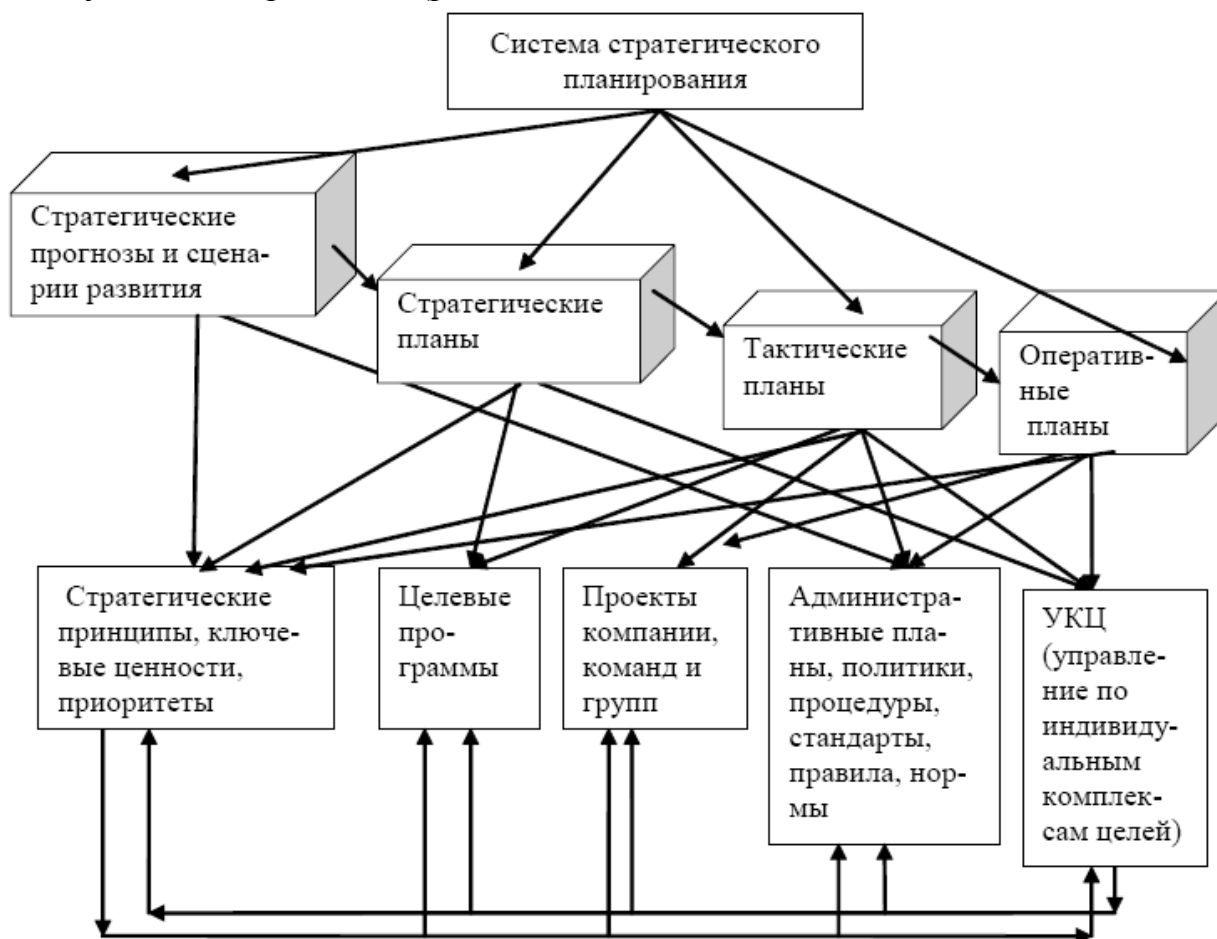 Система стратегического
планирования
Стратегические
прогнозы и сцена-
рии развития
Стратегические
планы
Тактические
планы
Оператив-
ные
планы
Стратегические
принципы, ключе-
вые ценности,
приоритеты
Целевые
про-
граммы
Проекты
компании,
команд и
групп
Администра-
тивные пла-
ны, политики,
процедуры,
стандарты,
правила, нор-
мы
УКЦ
(управле-
ние по
индивиду-
альным
комплек-
сам целей)